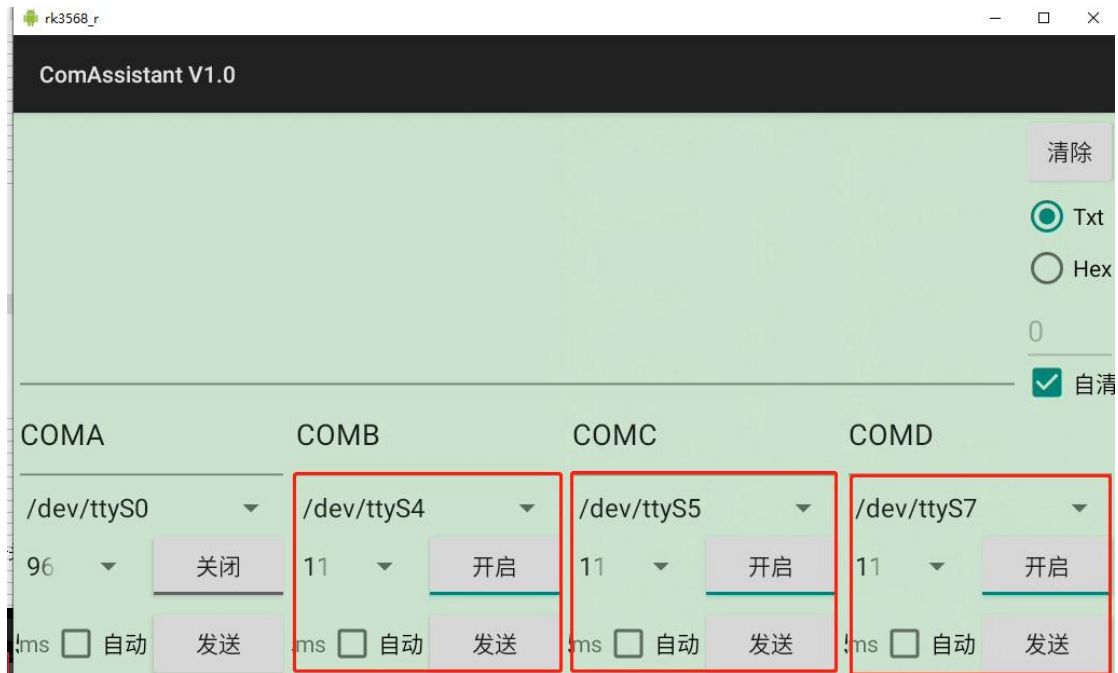 rk3568_r
ComAssistant V1.0
清除
Txt
Hex
0
自清
COMA COMB COMC COMD
/dev/ttyS0 /dev/ttyS4 /dev/ttyS5 /dev/ttyS7
96 关闭 11 开启 11 开启 11 开启
ms 自动 发送 ms 自动 发送 ms 自动 发送 ms 自动 发送